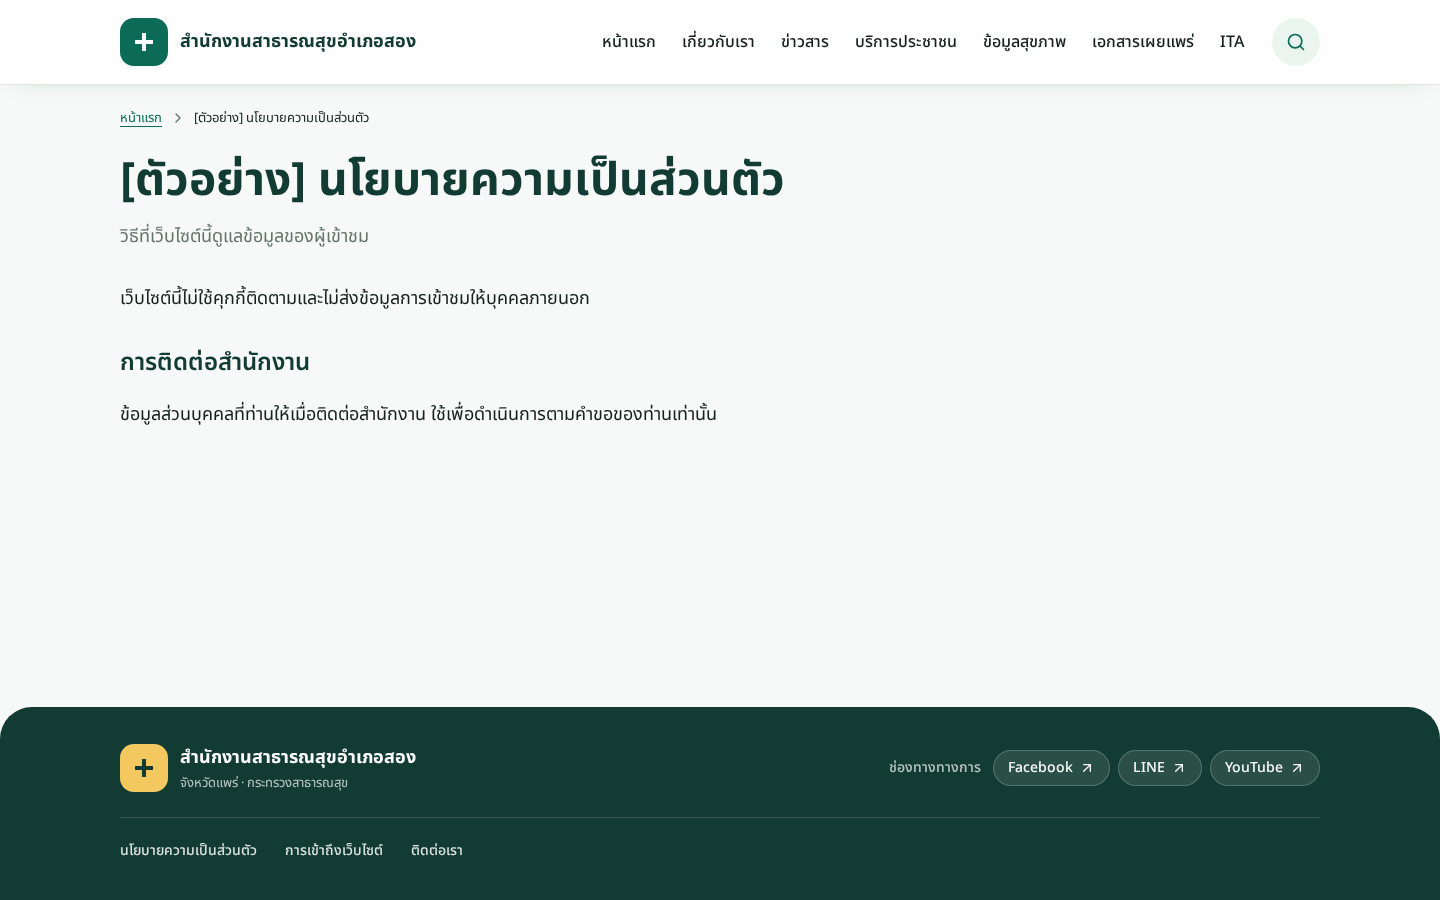 สำนักงานสาธารณสุขอำเภอสอง
หน้าแรก เกี่ยวกับเรา ข่าวสาร บริการประชาชน ข้อมูลสุขภาพ เอกสารเผยแพร่ ITA
หน้าแรก > [ตัวอย่าง] นโยบายความเป็นส่วนตัว
[ตัวอย่าง] นโยบายความเป็นส่วนตัว
วิธีที่เว็บไซต์นี้ดูแลข้อมูลของผู้เข้าชม
เว็บไซต์นี้ไม่ใช้คุกกี้ติดตามและไม่ส่งข้อมูลการเข้าชมให้บุคคลภายนอก
การติดต่อสำนักงาน
ข้อมูลส่วนบุคคลที่ท่านให้เมื่อติดต่อสำนักงาน ใช้เพื่อดำเนินการตามคำขอของท่านเท่านั้น
สำนักงานสาธารณสุขอำเภอสอง
จังหวัดแพร่ · กระทรวงสาธารณสุข
ช่องทางทางการ Facebook LINE YouTube
นโยบายความเป็นส่วนตัว การเข้าถึงเว็บไซต์ ติดต่อเรา